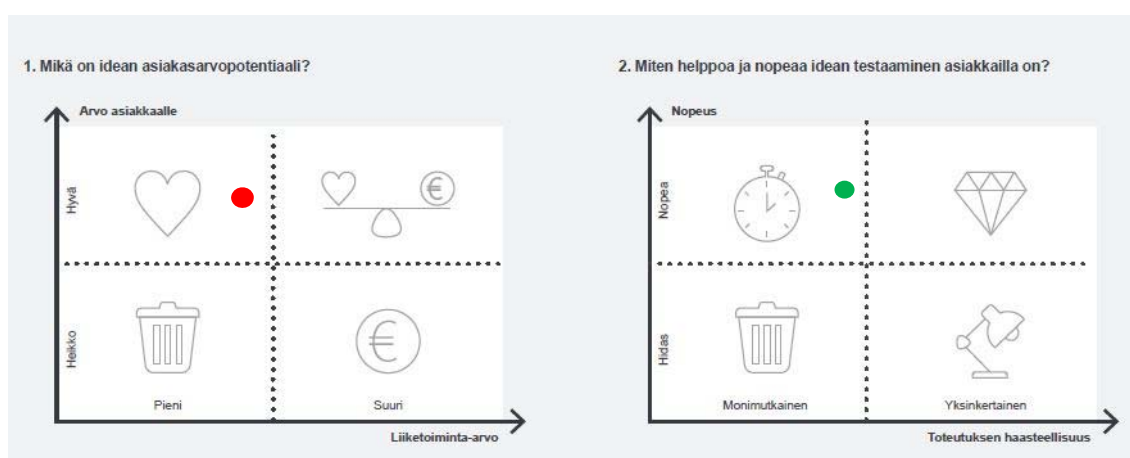 1. Mikä on idean asiakasarvopotentiaali?
Arvo asiakkaalle
Hyvä
€
Heikko
€
Pieni
Suuri
Liiketoiminta-arvo
2. Miten helppoa ja nopeaa idean testaaminen asiakkailla on?
Nopeus
Nopea
Hidas
Monimutkainen
Yksinkertainen
Toteutuksen haasteellisuus